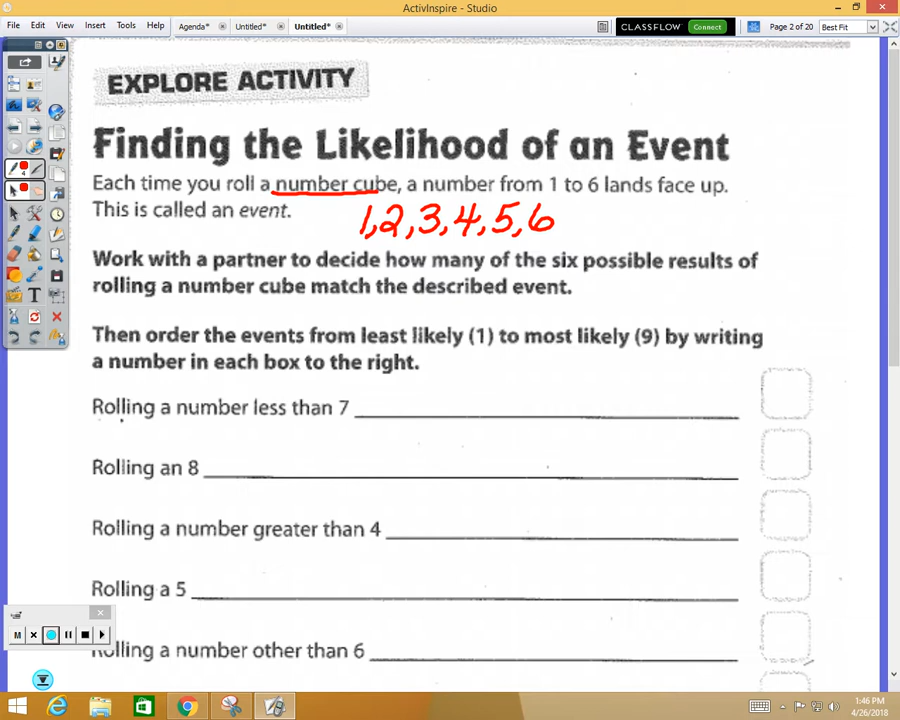 ActivInspire - Studio
File Edit View Insert Tools Help Agenda* Untitled* Untitled* CLASSFLOW Connect Page 2 of 20 Best Fit
EXPLORE ACTIVITY
Finding the Likelihood of an Event
Each time you roll a number cube, a number from 1 to 6 lands face up.
This is called an event.
1,2,3,4,5,6
Work with a partner to decide how many of the six possible results of
rolling a number cube match the described event.
Then order the events from least likely (1) to most likely (9) by writing
a number in each box to the right.
Rolling a number less than 7
Rolling an 8
Rolling a number greater than 4
Rolling a 5
Rolling a number other than 6
4
T
M
1:46 PM
4/26/2018